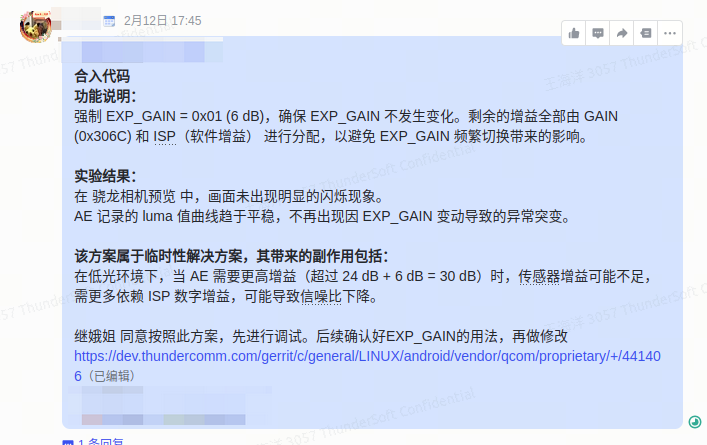 2月12日 17:45
合入代码
功能说明：
强制 EXP_GAIN = 0x01 (6 dB)，确保 EXP_GAIN 不发生变化。剩余的增益全部由 GAIN
(0x306C) 和 ISP（软件增益） 进行分配，以避免 EXP_GAIN 频繁切换带来的影响。
实验结果：
在 骁龙相机预览 中，画面未出现明显的闪烁现象。
AE 记录的 luma 值曲线趋于平稳，不再出现因 EXP_GAIN 变动导致的异常突变。
该方案属于临时性解决方案，其带来的副作用包括：
在低光环境下，当 AE 需要更高增益（超过 24 dB + 6 dB = 30 dB）时，传感器增益可能不足，
需更多依赖 ISP 数字增益，可能导致信噪比下降。
继娥姐 同意按照此方案，先进行调试。后续确认好EXP_GAIN的用法，再做修改
https://dev.thundercomm.com/gerrit/c/general/LINUX/android/vendor/qcom/proprietary/+/44140
6（已编辑）
1 条回复
3057 ThunderSoft Confidential